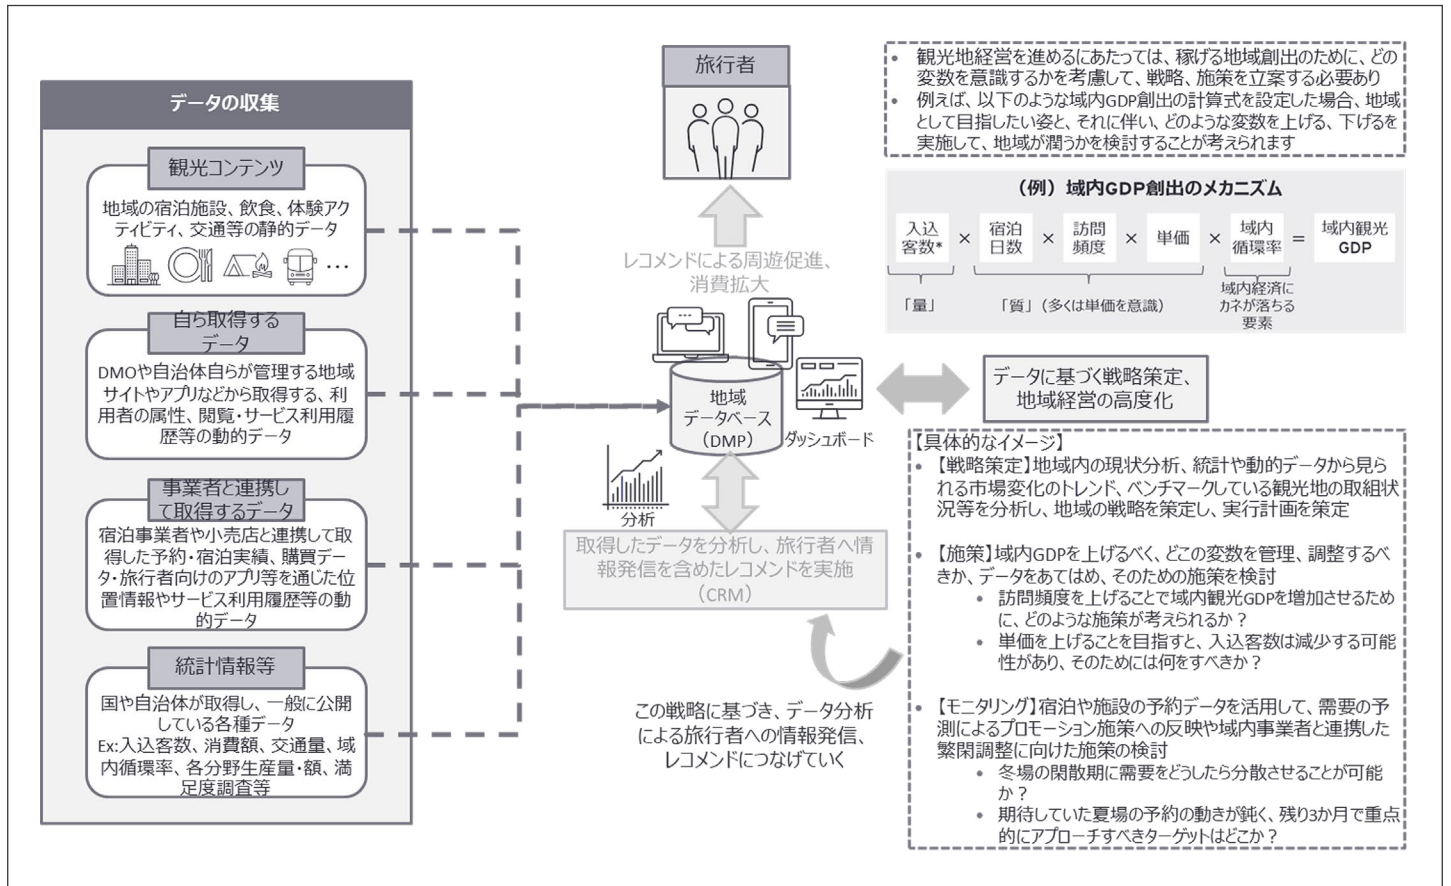 データの収集
観光コンテンツ
地域の宿泊施設、飲食、体験アク
ティビティ、交通等の静的データ
…
自ら取得する
データ
DMOや自治体自らが管理する地域
サイトやアプリなどから取得する、利
用者の属性、閲覧・サービス利用履
歴等の動的データ
事業者と連携し
て取得するデータ
宿泊事業者や小売店と連携して取
得した予約・宿泊実績、購買デー
タ・旅行者向けのアプリ等を通じた位
置情報やサービス利用履歴等の動
的データ
統計情報等
国や自治体が取得し、一般に公開
している各種データ
Ex:入込客数、消費額、交通量、域
内循環率、各分野生産量・額、満
足度調査等
旅行者
レコメンドによる周遊促進、
消費拡大
地域
データベース
（DMP）
ダッシュボード
分析
取得したデータを分析し、旅行者へ情
報発信を含めたレコメンドを実施
（CRM）
この戦略に基づき、データ分析
による旅行者への情報発信、
レコメンドにつなげていく
• 観光地経営を進めるにあたっては、稼げる地域創出のために、どの
変数を意識するかを考慮して、戦略、施策を立案する必要あり
• 例えば、以下のような域内GDP創出の計算式を設定した場合、地域
として目指したい姿と、それに伴い、どのような変数を上げる、下げるを
実施して、地域が潤うかを検討することが考えられます
（例）域内GDP創出のメカニズム
入込
客数*
×
宿泊
日数
×
訪問
頻度
×
単価
×
域内
循環率
=
域内観光
GDP
「量」
「質」（多くは単価を意識）
域内経済に
カネが落ちる
要素
データに基づく戦略策定、
地域経営の高度化
【具体的なイメージ】
• 【戦略策定】地域内の現状分析、統計や動的データから見ら
れる市場変化のトレンド、ベンチマークしている観光地の取組状
況等を分析し、地域の戦略を策定し、実行計画を策定
• 【施策】域内GDPを上げるべく、どこの変数を管理、調整するべ
きか、データをあてはめ、そのための施策を検討
• 訪問頻度を上げることで域内観光GDPを増加させるため
に、どのような施策が考えられるか？
• 単価を上げることを目指すと、入込客数は減少する可能
性があり、そのためには何をすべきか？
• 【モニタリング】宿泊や施設の予約データを活用して、需要の予
測によるプロモーション施策への反映や域内事業者と連携した
繁閑調整に向けた施策の検討
• 冬場の閑散期に需要をどうしたら分散させることが可能
か？
• 期待していた夏場の予約の動きが鈍く、残り3か月で重点
的にアプローチすべきターゲットはどこか？